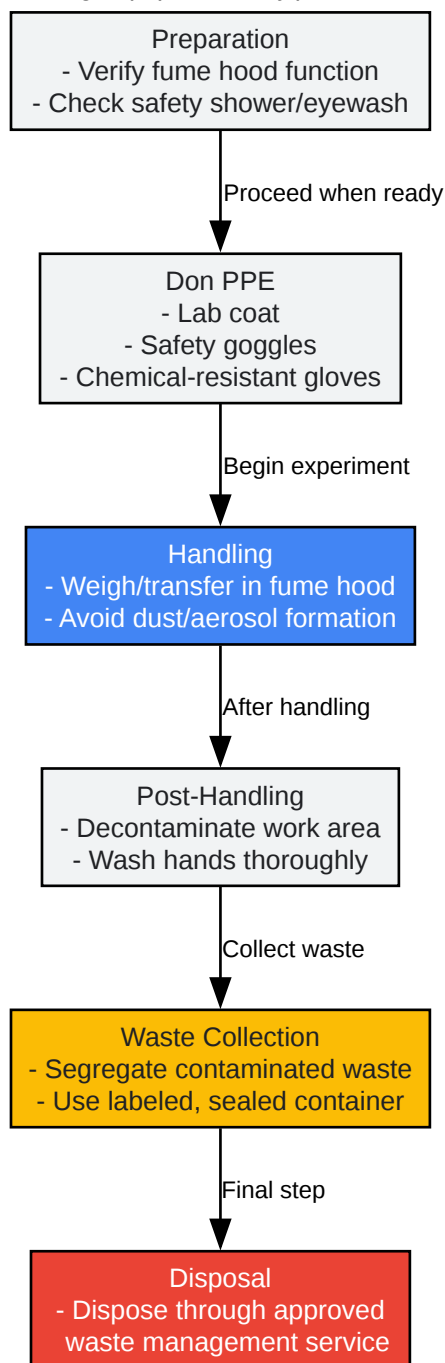 Preparation
- Verify fume hood function
- Check safety shower/eyewash
Proceed when ready
Don PPE
- Lab coat
- Safety goggles
- Chemical-resistant gloves
Begin experiment
Handling
- Weigh/transfer in fume hood
- Avoid dust/aerosol formation
After handling
Post-Handling
- Decontaminate work area
- Wash hands thoroughly
Collect waste
Waste Collection
- Segregate contaminated waste
- Use labeled, sealed container
Final step
Disposal
- Dispose through approved
waste management service